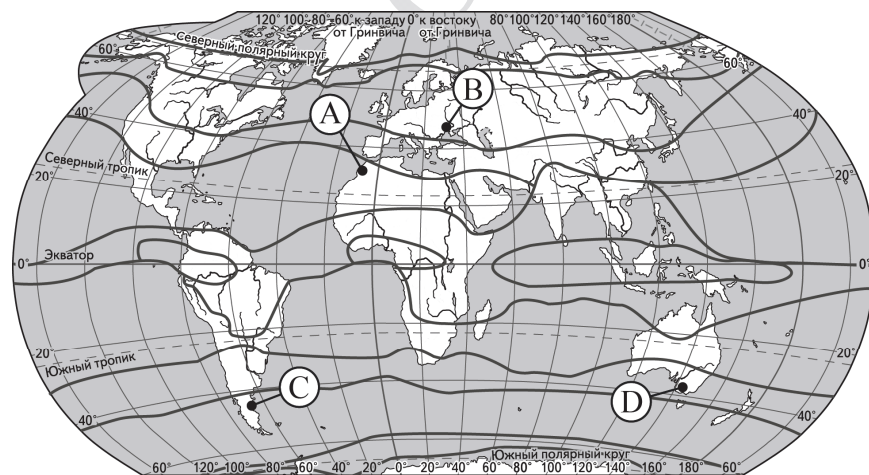 120° 100° 80° 60° к западу 0° к востоку 80° 100° 120° 140° 160° 180°
от Гринвича от Гринвича
Северный полярный круг
60° 60°
B
A
40° 40°
Северный тропик
20° 20°
Экватор
0° 0°
20° 20°
Южный тропик
C
D
40° 40°
Южный полярный круг
60° 120° 100° 80° 60° 40° 20° 0° 20° 40° 60° 80° 100° 120° 140° 160° 180° 60°